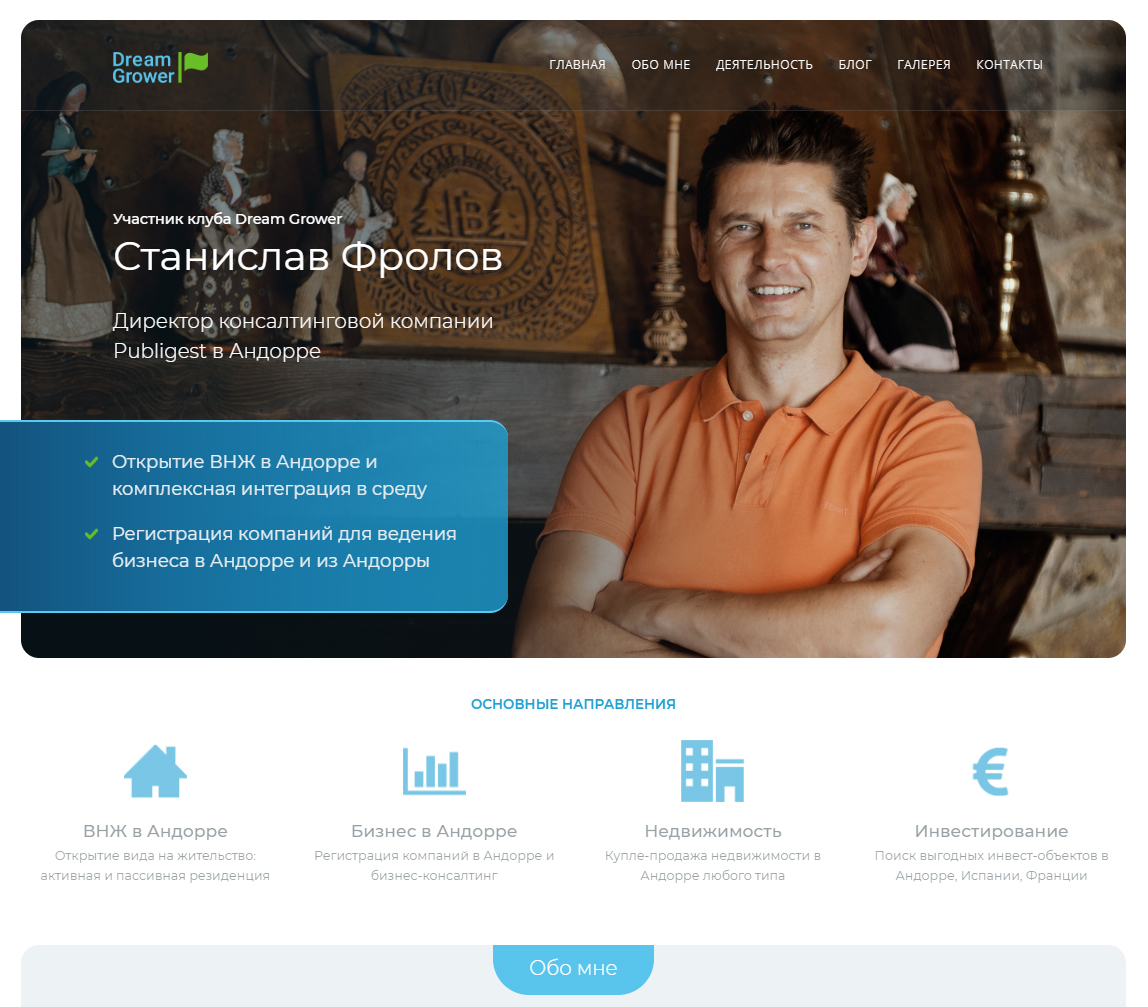 Dream
Grower
ГЛАВНАЯ ОБО МНЕ ДЕЯТЕЛЬНОСТЬ БЛОГ ГАЛЕРЕЯ КОНТАКТЫ
Участник клуба Dream Grower
Станислав Фролов
Директор консалтинговой компании
Publigest в Андорре
Открытие ВНЖ в Андорре и
комплексная интеграция в среду
Регистрация компаний для ведения
бизнеса в Андорре и из Андорры
ОСНОВНЫЕ НАПРАВЛЕНИЯ
ВНЖ в Андорре
Открытие вида на жительство:
активная и пассивная резиденция
Бизнес в Андорре
Регистрация компаний в Андорре и
бизнес-консалтинг
Недвижимость
Купле-продажа недвижимости в
Андорре любого типа
€
Инвестирование
Поиск выгодных инвест-объектов в
Андорре, Испании, Франции
Обо мне